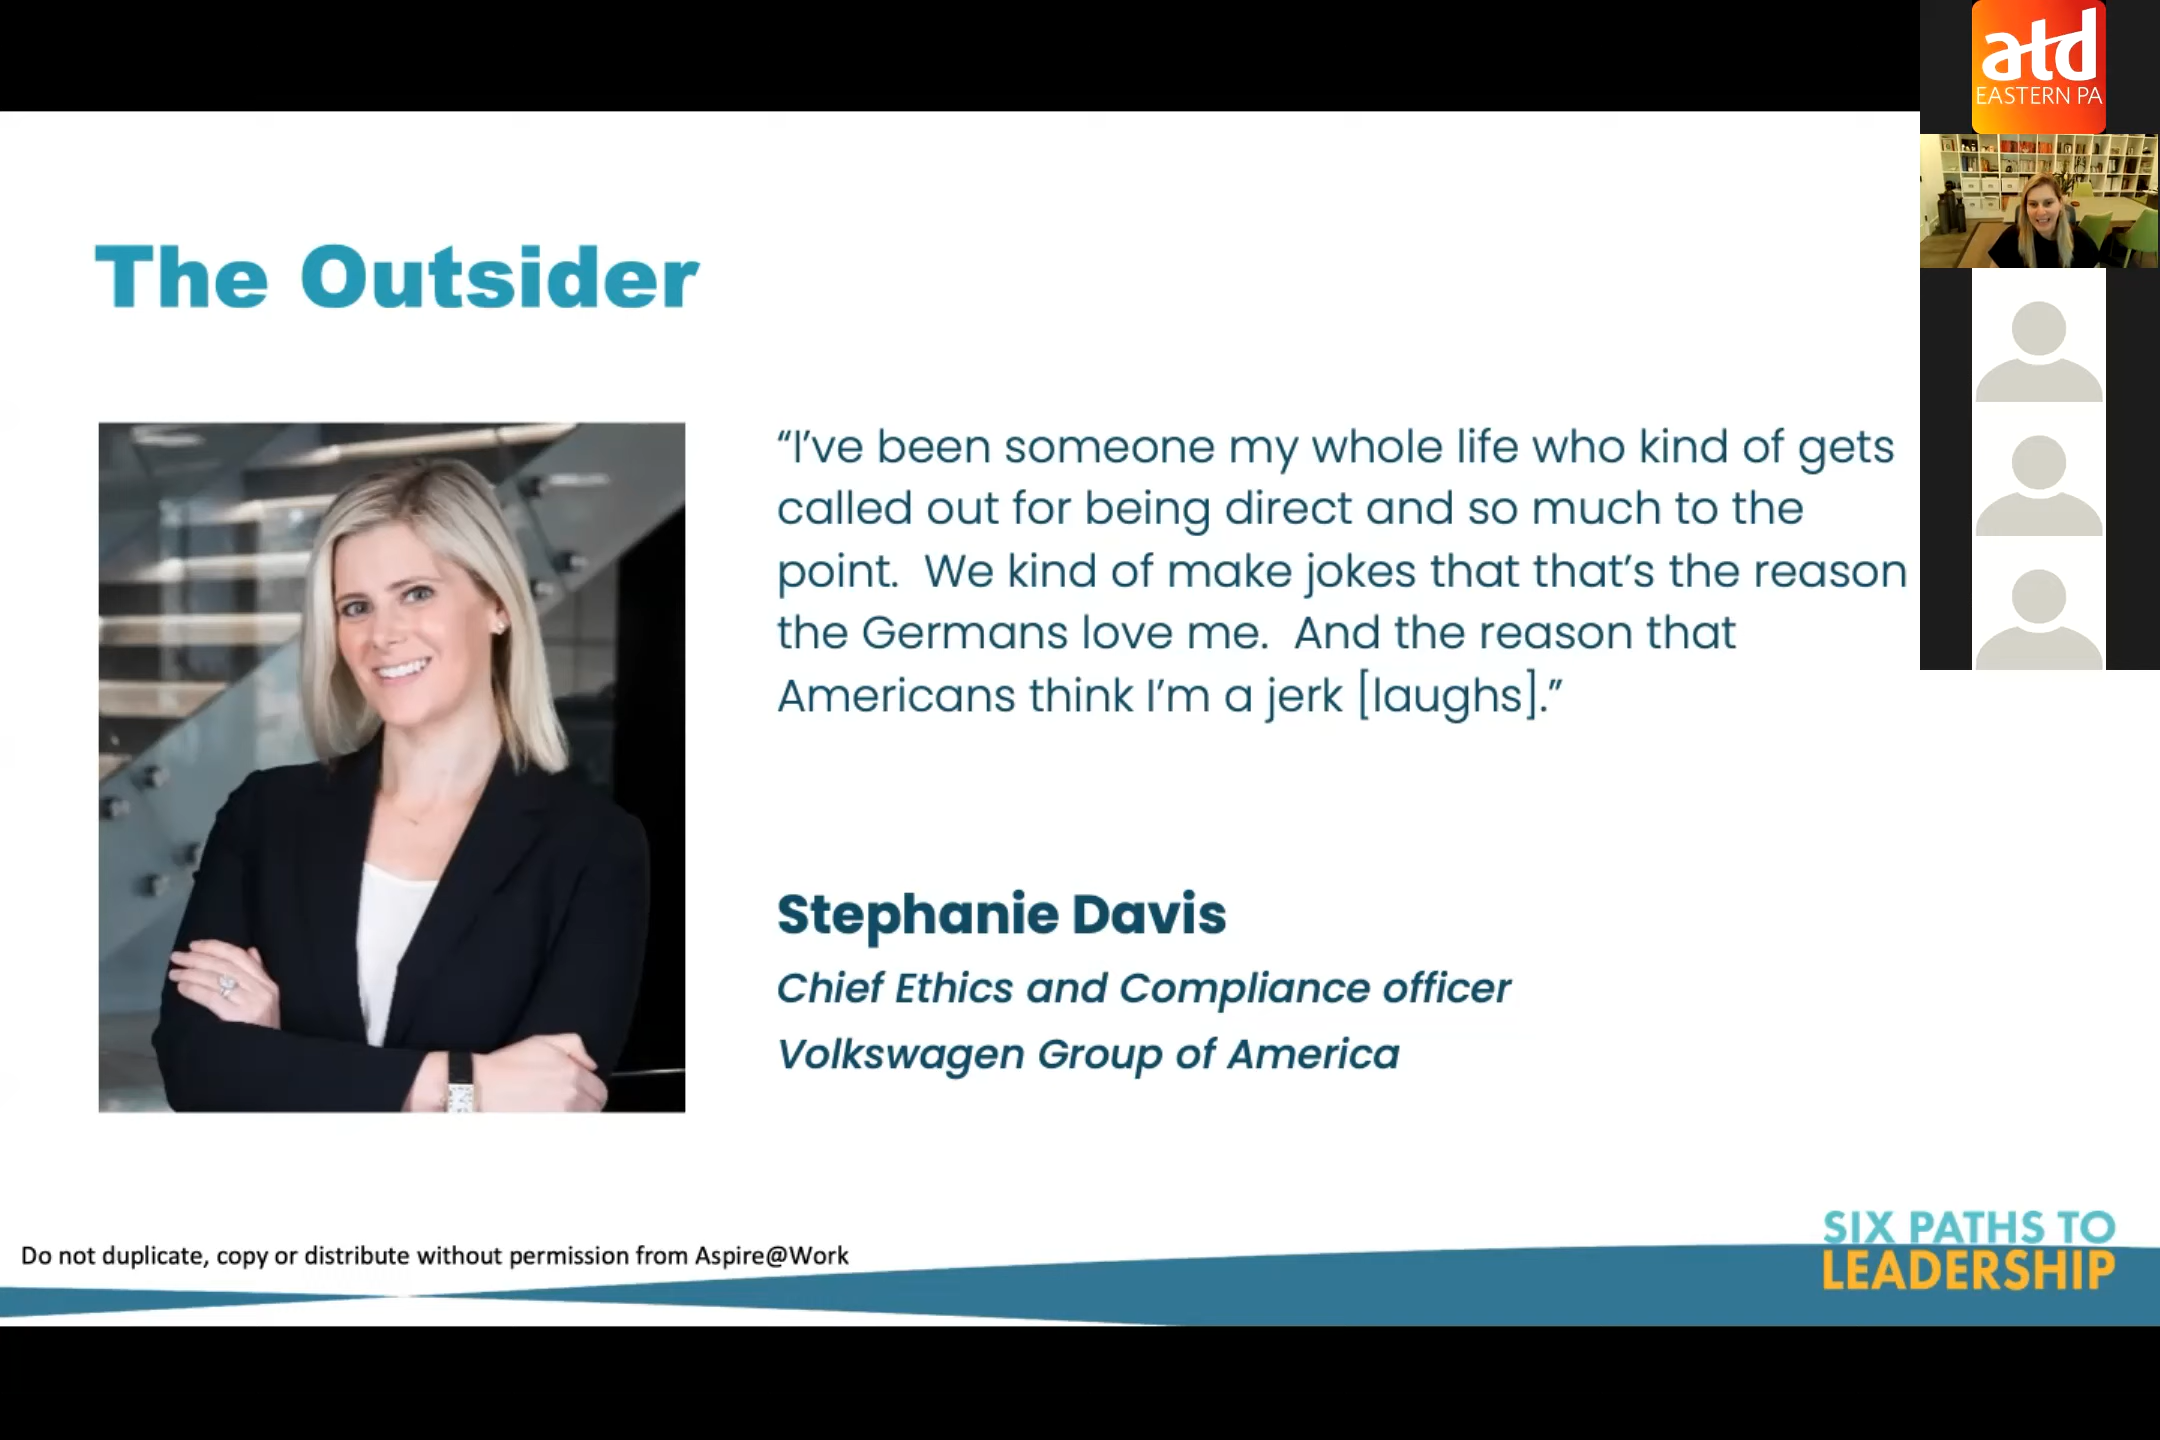 atd
EASTERN PA
The Outsider
“I’ve been someone my whole life who kind of gets
called out for being direct and so much to the
point.  We kind of make jokes that that’s the reason
the Germans love me.  And the reason that
Americans think I’m a jerk [laughs].”
Stephanie Davis
Chief Ethics and Compliance officer
Volkswagen Group of America
Do not duplicate, copy or distribute without permission from Aspire@Work
SIX PATHS TO
LEADERSHIP